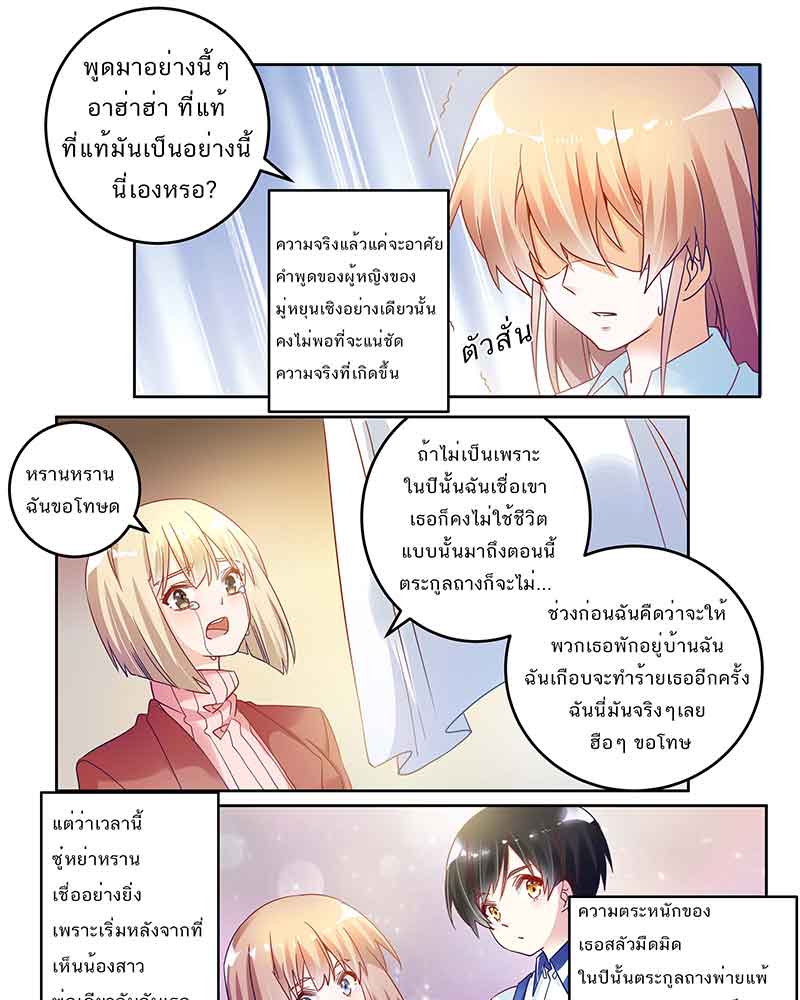 พูดมาอย่างนี้ๆ
อาฮ่าฮ่า ที่แท้
ที่แท้มันเป็นอย่างนี้
นี่เองหรอ?
ความจริงแล้วแค่จะอาศัย
คำพูดของผู้หญิงของ
มู่หยุนเชิงอย่างเดียวนั้น
คงไม่พอที่จะแน่ชัด
ความจริงที่เกิดขึ้น
ตัวสั่น
หรานหราน
ฉันขอโทษด
ถ้าไม่เป็นเพราะ
ในปีนั้นฉันเชื่อเขา
เธอก็คงไม่ใช้ชีวิต
แบบนั้นมาถึงตอนนี้
ตระกูลถางก็จะไม่...
ช่วงก่อนฉันคิดว่าจะให้
พวกเธอพักอยู่บ้านฉัน
ฉันเกือบจะทำร้ายเธออีกครั้ง
ฉันนี่มันจริงๆเลย
ฮือๆ ขอโทษ
แต่ว่าเวลานี้
ซู่หย่าหราน
เชื่ออย่างยิ่ง
เพราะเริ่มหลังจากที่
เห็นน้องสาว
ความตระหนักของ
เธอสลัวมืดมิด
ในปีนั้นตระกูลถางพ่ายแพ้